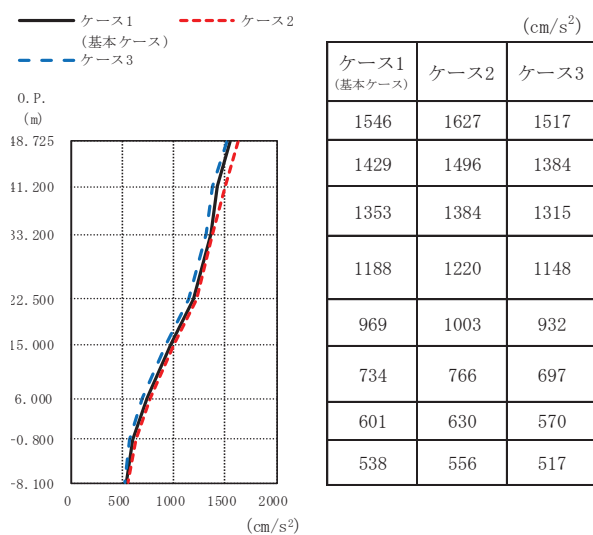 ケース1
(基本ケース)
ケース2
ケース3
O.P.
(m)
48.725
41.200
33.200
22.500
15.000
6.000
-0.800
-8.100
0 500 1000 1500 2000
(cm/s²)
(cm/s²)
ケース1
(基本ケース)
ケース2 ケース3
1546 1627 1517
1429 1496 1384
1353 1384 1315
1188 1220 1148
969 1003 932
734 766 697
601 630 570
538 556 517